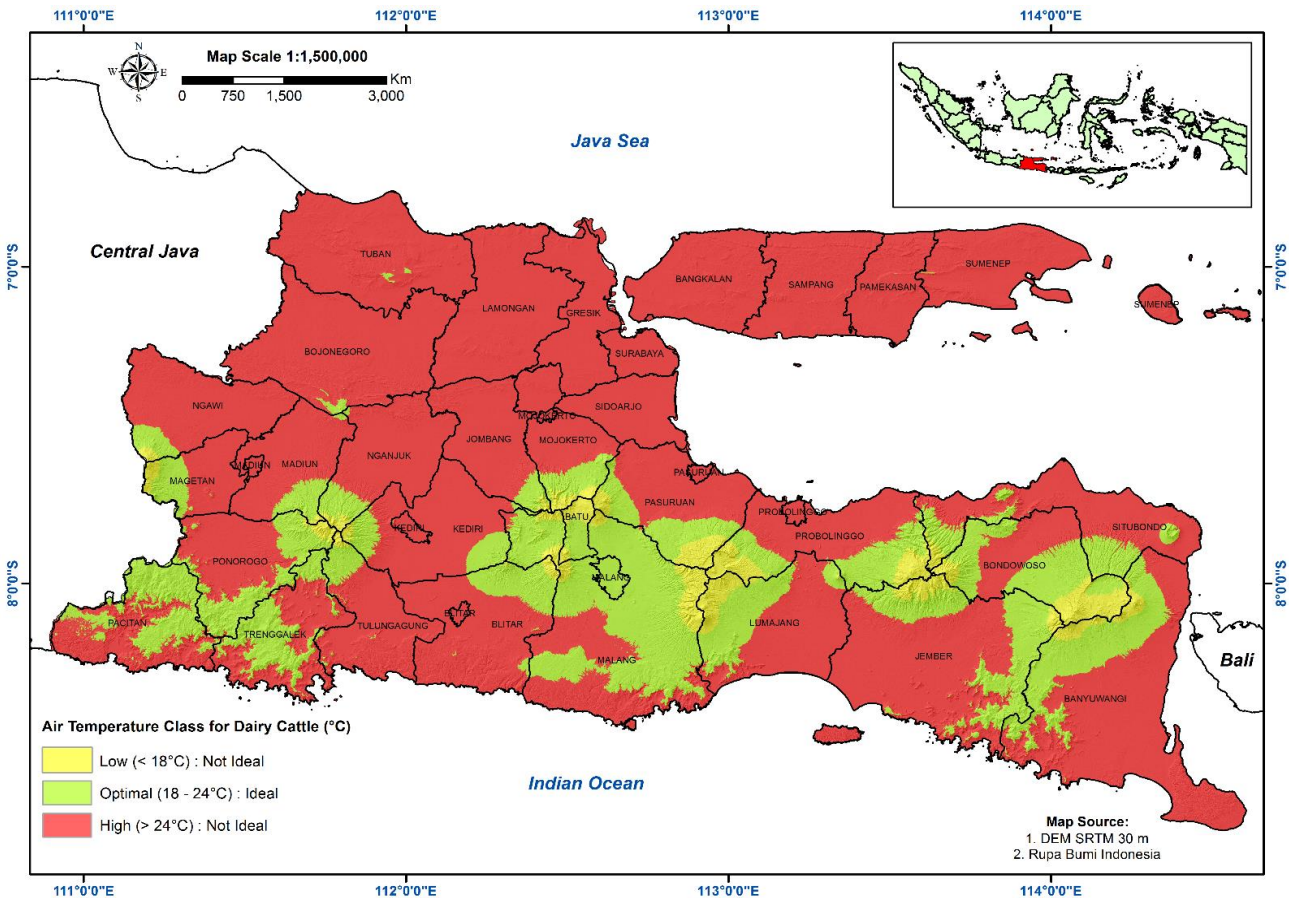 111°0'0"E 112°0'0"E 113°0'0"E 114°0'0"E
N
W E
S
Map Scale 1:1,500,000
Km
0 750 1,500 3,000
Java Sea
Central Java
7°0'0"S
7°0'0"S
TUBAN
LAMONGAN
GRESIK
BANGKALAN
SAMPANG
PAMEKASAN
SUMENEP
SUMENEP
BOJONEGORO
SURABAYA
NGAWI
MOJOKERTO
SIDOARJO
JOMBANG
MOJOKERTO
MADIUN
MADIUN
NGANJUK
MAGETAN
PASURUAN
PASURUAN
BATU
KEDIRI
KEDIRI
PROBOLINGGO
PROBOLINGGO
SITUBONDO
PONOROGO
BONDOWOSO
MALANG
8°0'0"S
8°0'0"S
PACITAN
TRENGGALEK
TULUNGAGUNG
BLITAR
BLITAR
LUMAJANG
MALANG
JEMBER
BANYUWANGI
Bali
Indian Ocean
Air Temperature Class for Dairy Cattle (°C)
Low (< 18°C) : Not Ideal
Optimal (18 - 24°C) : Ideal
High (> 24°C) : Not Ideal
Map Source:
1. DEM SRTM 30 m
2. Rupa Bumi Indonesia
111°0'0"E 112°0'0"E 113°0'0"E 114°0'0"E